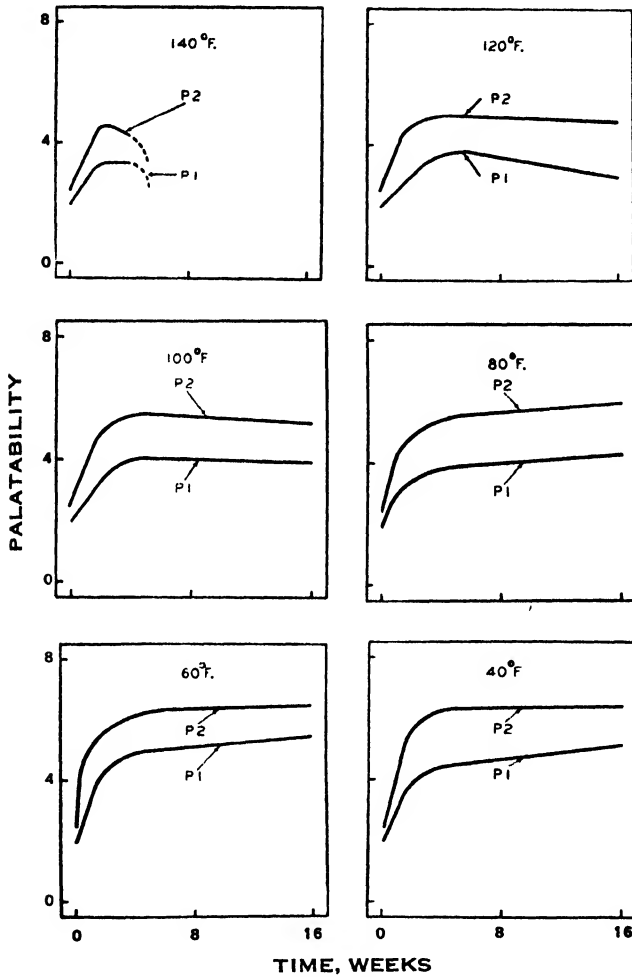 8
4
0
140°F.
P2
P1
120°F.
P2
P1
PALATABILITY
8
4
0
100°F
P2
P1
80°F.
P2
P1
8
4
0
60°F.
P2
P1
0 8 16
40°F
P2
P1
0 8 16
TIME, WEEKS